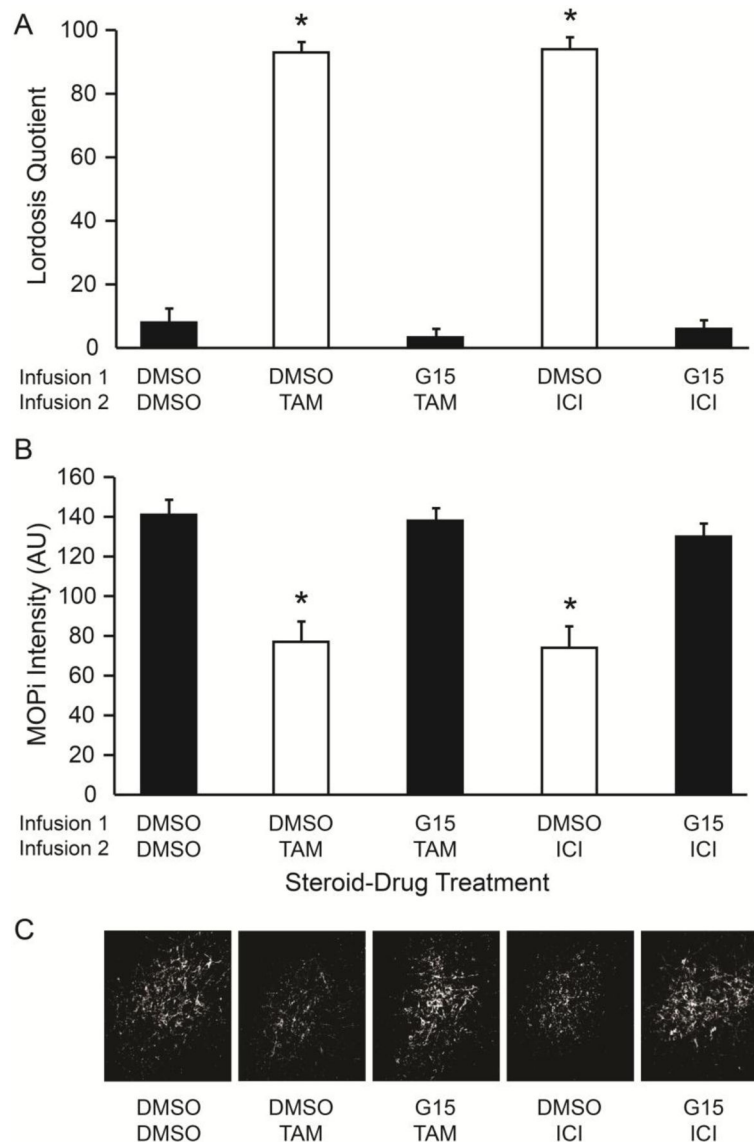 A
Lordosis Quotient
100
80
60
40
20
0
* *
Infusion 1 DMSO DMSO G15 DMSO G15
Infusion 2 DMSO TAM TAM ICI ICI
B
MOPi Intensity (AU)
160
140
120
100
80
60
40
20
0
* *
Infusion 1 DMSO DMSO G15 DMSO G15
Infusion 2 DMSO TAM TAM ICI ICI
Steroid-Drug Treatment
C
DMSO DMSO G15 DMSO G15
DMSO TAM TAM ICI ICI